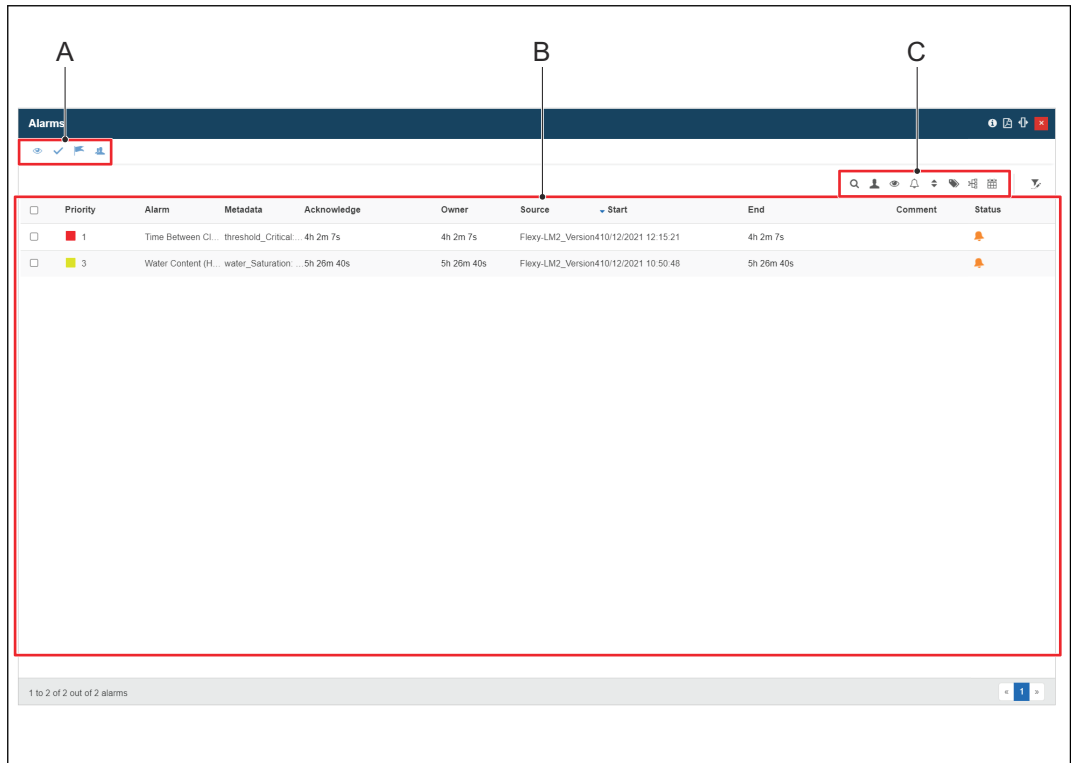 A B C
Alarms
Priority Alarm Metadata Acknowledge Owner Source Start End Comment Status
1 Time Between Cl... threshold_Critical:... 4h 2m 7s 4h 2m 7s Flexy-LM2_Version4 10/12/2021 12:15:21 4h 2m 7s
3 Water Content (H... water_Saturation: ... 5h 26m 40s 5h 26m 40s Flexy-LM2_Version4 10/12/2021 10:50:48 5h 26m 40s
1 to 2 of 2 out of 2 alarms « 1 »